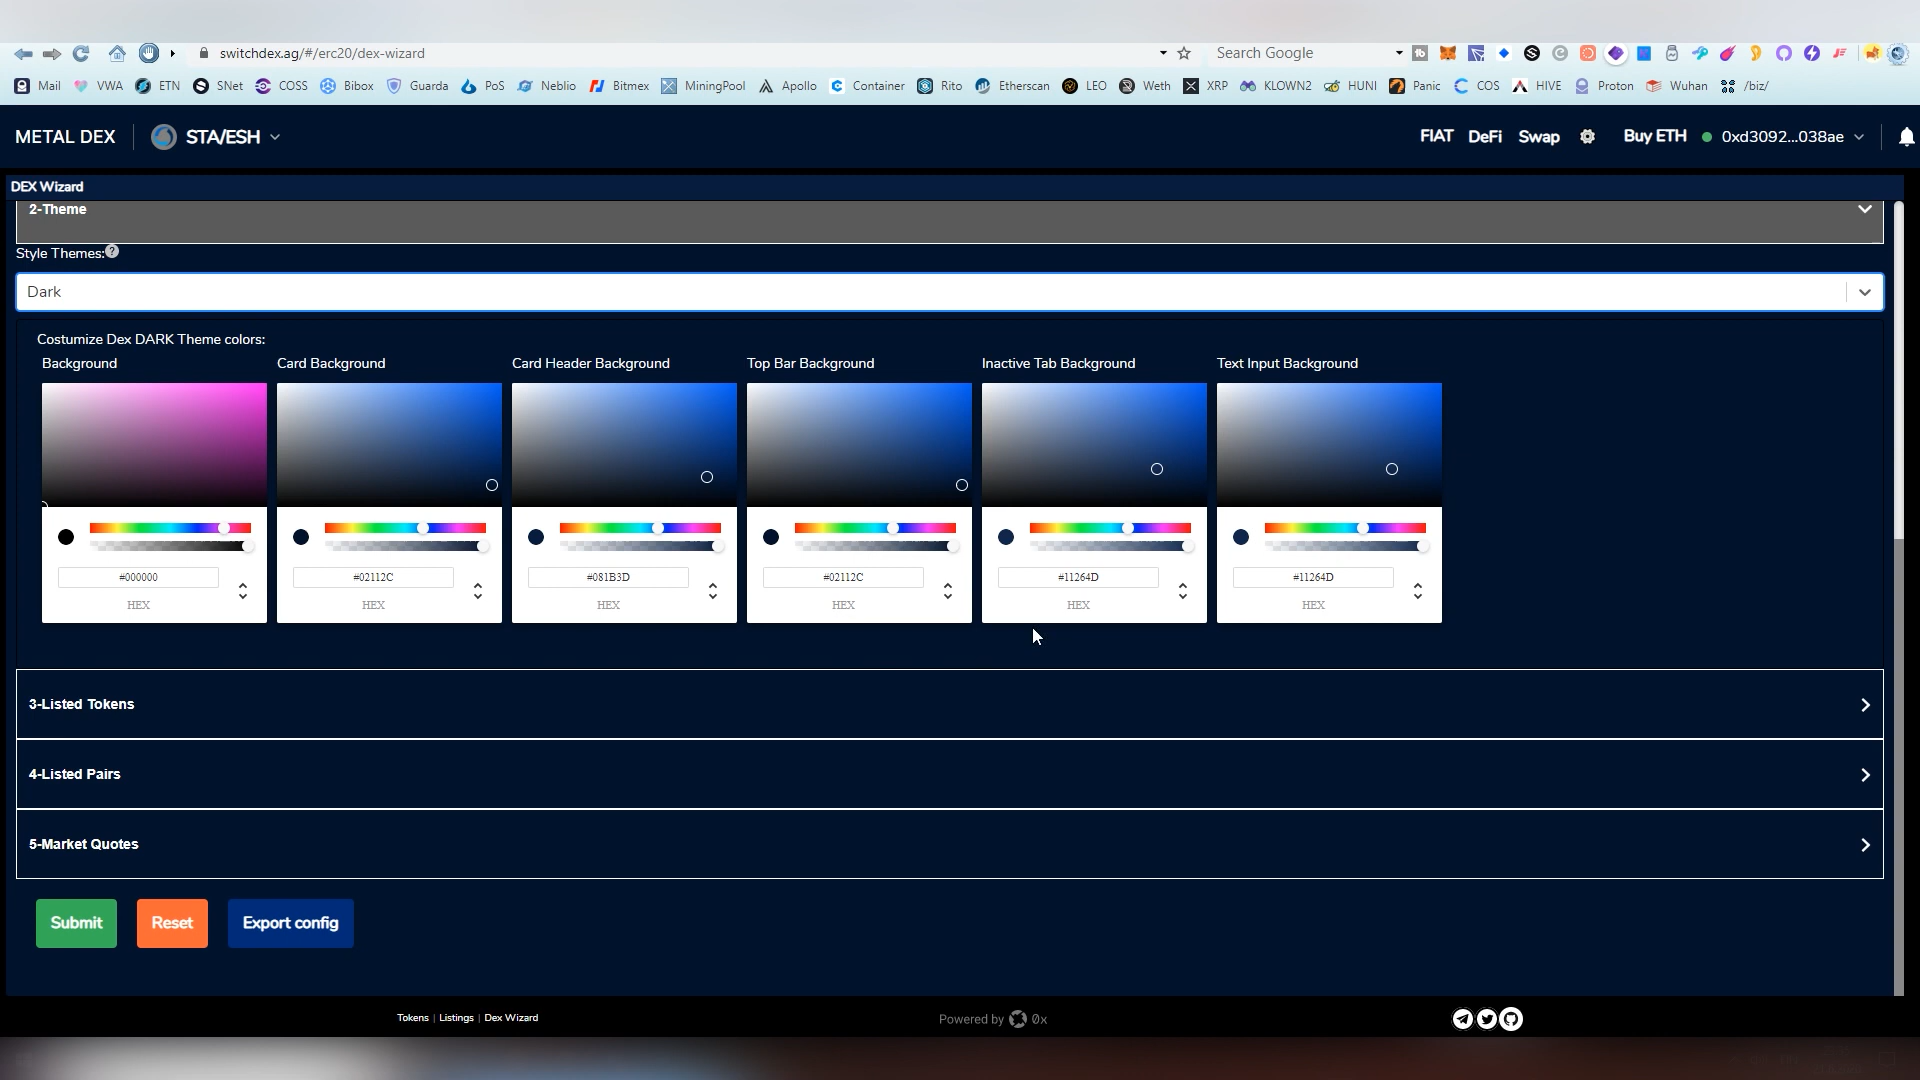 switchdex.ag/#/erc20/dex-wizard
Search Google
Mail VWA ETN SNet COSS Bibox Guarda PoS Neblio Bitmex MiningPool Apollo Container Rito Etherscan LEO Weth XRP KLOWN2 HUNI Panic COS HIVE Proton Wuhan /biz/
METAL DEX STA/ESH FIAT DeFi Swap Buy ETH 0xd3092...038ae
DEX Wizard
2-Theme
Style Themes:?
Dark
Costumize Dex DARK Theme colors:
Background Card Background Card Header Background Top Bar Background Inactive Tab Background Text Input Background
#000000 #02112C #081B3D #02112C #11264D #11264D
HEX HEX HEX HEX HEX HEX
3-Listed Tokens
4-Listed Pairs
5-Market Quotes
Submit Reset Export config
Tokens | Listings | Dex Wizard Powered by 0x